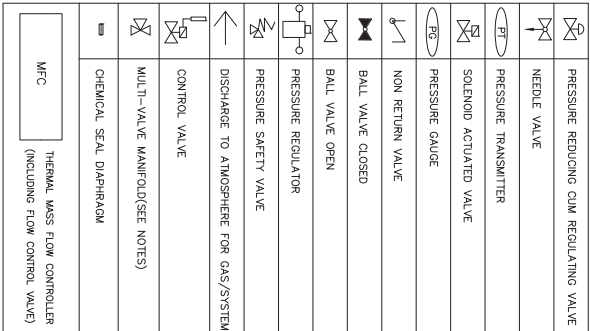 PRESSURE REDUCING CUM REGULATING VALVE
NEEDLE VALVE
PT
PRESSURE TRANSMITTER
SOLENOID ACTUATED VALVE
PG
PRESSURE GAUGE
NON RETURN VALVE
BALL VALVE CLOSED
BALL VALVE OPEN
PRESSURE REGULATOR
PRESSURE SAFETY VALVE
DISCHARGE TO ATMOSPHERE FOR GAS/SYSTEM
CONTROL VALVE
MULTI-VALVE MANIFOLD(SEE NOTES)
CHEMICAL SEAL DIAPHRAGM
MFC
THERMAL MASS FLOW CONTROLLER
(INCLUDING FLOW CONTROL VALVE)